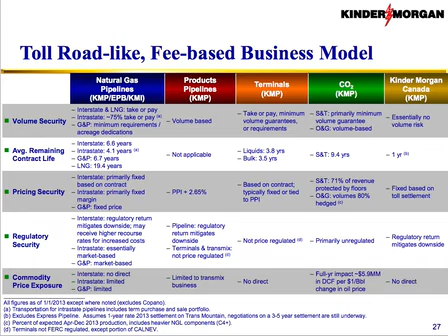 KINDER MORGAN
Toll Road-like, Fee-based Business Model
Natural Gas
Pipelines
(KMP/EPB/KMI)
Products
Pipelines
(KMP)
Terminals
(KMP)
CO2
(KMP)
Kinder Morgan
Canada
(KMP)
Volume Security
– Interstate & LNG: take or pay
– Intrastate: ~75% take or pay (a)
– G&P: minimum requirements /
acreage dedications
– Volume based
– Take or pay, minimum
volume guarantees,
or requirements
– S&T: primarily minimum
volume guarantee
– O&G: volume-based
– Essentially no
volume risk
Avg. Remaining
Contract Life
– Interstate: 6.6 years
– Intrastate: 4.1 years (a)
– G&P: 6.7 years
– LNG: 19.4 years
– Not applicable
– Liquids: 3.8 yrs
– Bulk: 3.5 yrs
– S&T: 9.4 yrs
– 1 yr (b)
Pricing Security
– Interstate: primarily fixed
based on contract
– Intrastate: primarily fixed
margin
– G&P: fixed price
– PPI + 2.65%
– Based on contract;
typically fixed or tied
to PPI
– S&T: 71% of revenue
protected by floors
– O&G: volumes 80%
hedged (c)
– Fixed based on
toll settlement
Regulatory
Security
– Interstate: regulatory return
mitigates downside; may
receive higher recourse
rates for increased costs
– Intrastate: essentially
market-based
– G&P: market-based
– Pipeline: regulatory
return mitigates
downside
– Terminals & transmix:
not price regulated (d)
– Not price regulated (d)
– Primarily unregulated
– Regulatory return
mitigates downside
Commodity
Price Exposure
– Interstate: no direct
– Intrastate: limited
– G&P: limited
– Limited to transmix
business
– No direct
– Full-yr impact ~$5.9MM
in DCF per $1/Bbl
change in oil price
– No direct
All figures as of 1/1/2013 except where noted (excludes Copano).
(a) Transportation for intrastate pipelines includes term purchase and sale portfolio.
(b) Excludes Express Pipeline. Assumes 1-year rate 2013 settlement on Trans Mountain, negotiations on a 3-5 year settlement are still underway.
(c) Percent of expected Apr-Dec 2013 production, includes heavier NGL components (C4+).
(d) Terminals not FERC regulated, except portion of CALNEV.
27